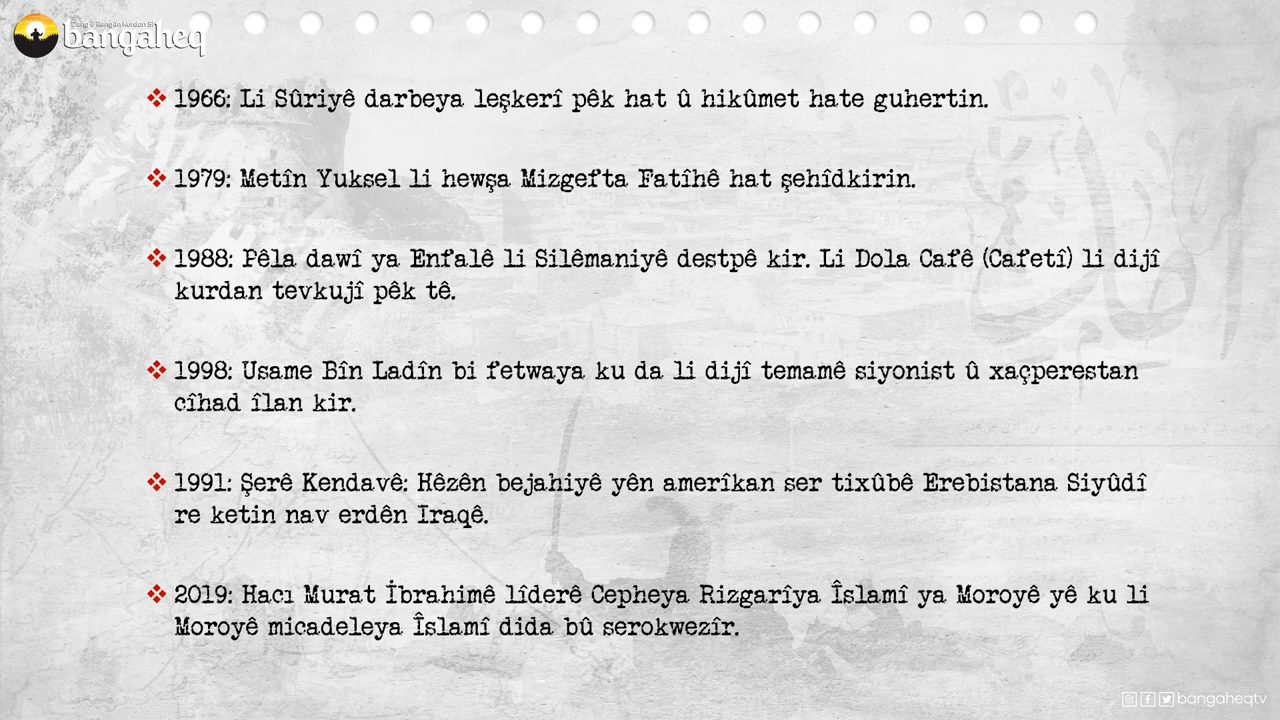 Deng û Bangân Kurdan Bi
bangaheq
1966: Li Sûriyê darbeya leşkerî pêk hat û hikûmet hate guhertin.
1979: Metîn Yuksel li hewşa Mizgefta Fatîhê hat şehîdkirin.
1988: Pêla dawî ya Enfalê li Silêmaniyê destpê kir. Li Dola Cafê (Cafetî) li dijî
kurdan tevkujî pêk tê.
1998: Usame Bîn Ladîn bi fetwaya ku da li dijî temamê siyonist û xaçperestan
cîhad îlan kir.
1991: Şerê Kendavê: Hêzên bejahiyê yên amerîkan ser tixûbê Erebistana Siyûdî
re ketin nav erdên Iraqê.
2019: Hacı Murat İbrahimê lîderê Cepheya Rizgarîya Îslamî ya Moroyê yê ku li
Moroyê micadeleya Îslamî dida bû serokwezîr.
bangaheqtv